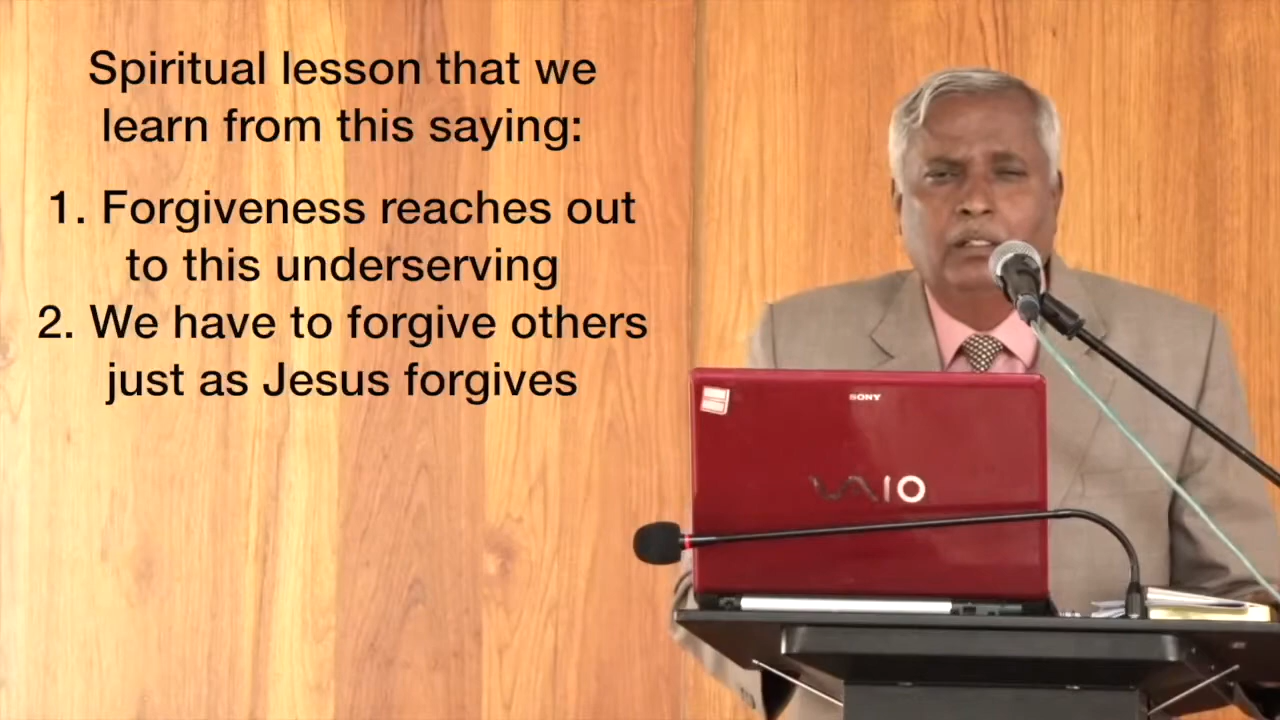 Spiritual lesson that we
learn from this saying:
1. Forgiveness reaches out
to this underserving
2. We have to forgive others
just as Jesus forgives
SONY
VAIO